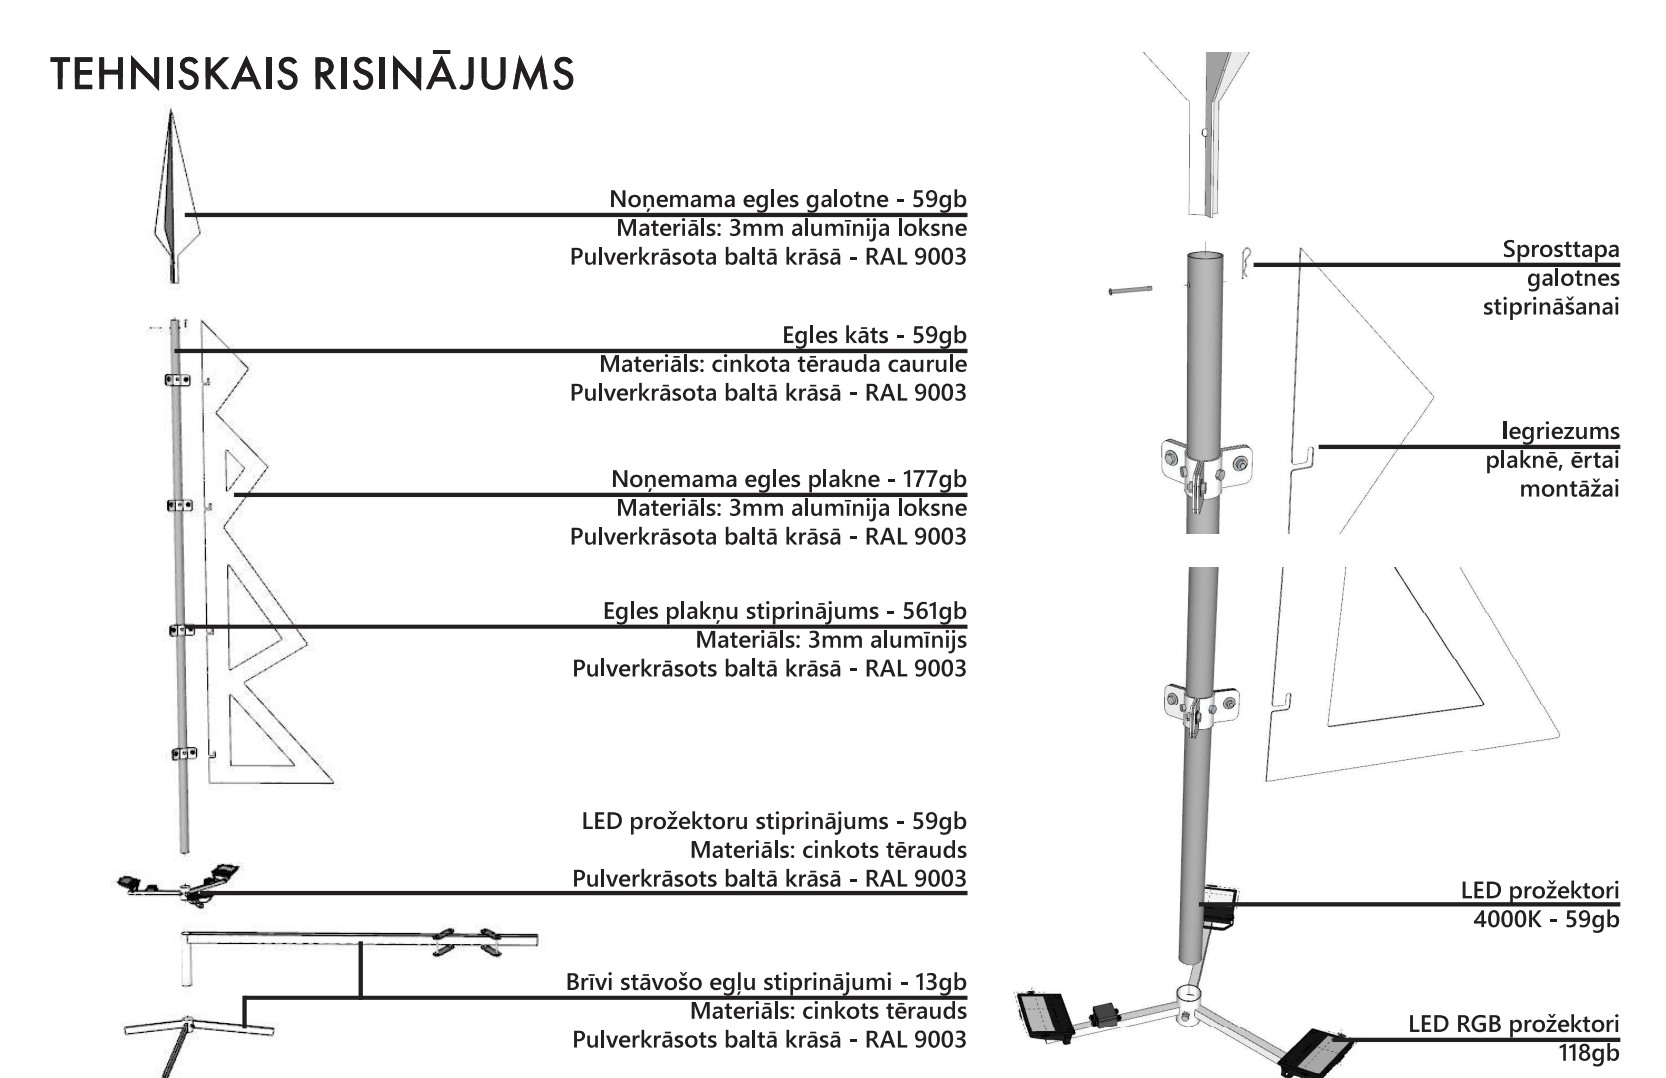 TEHNISKAIS RISINĀJUMS
Noņemama egles galotne - 59gb
Materiāls: 3mm alumīnija loksne
Pulverkrāsota baltā krāsā - RAL 9003
Egles kāts - 59gb
Materiāls: cinkota tērauda caurule
Pulverkrāsota baltā krāsā - RAL 9003
Noņemama egles plakne - 177gb
Materiāls: 3mm alumīnija loksne
Pulverkrāsota baltā krāsā - RAL 9003
Egles plakņu stiprinājums - 561gb
Materiāls: 3mm alumīnijs
Pulverkrāsots baltā krāsā - RAL 9003
LED prožektoru stiprinājums - 59gb
Materiāls: cinkots tērauds
Pulverkrāsots baltā krāsā - RAL 9003
Brīvi stāvošo egļu stiprinājumi - 13gb
Materiāls: cinkots tērauds
Pulverkrāsots baltā krāsā - RAL 9003
Sprosttapa
galotnes
stiprināšanai
Iegriezums
plaknē, ērtai
montāžai
LED prožektori
4000K - 59gb
LED RGB prožektori
118gb